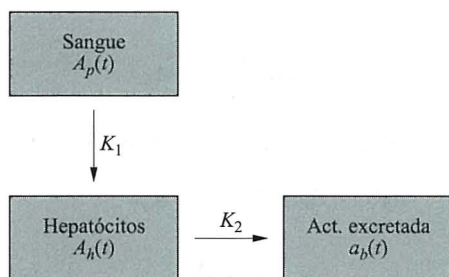 Sangue
A_p(t)
K_1
Hepatócitos
A_h(t)
K_2
Act. excretada
a_b(t)